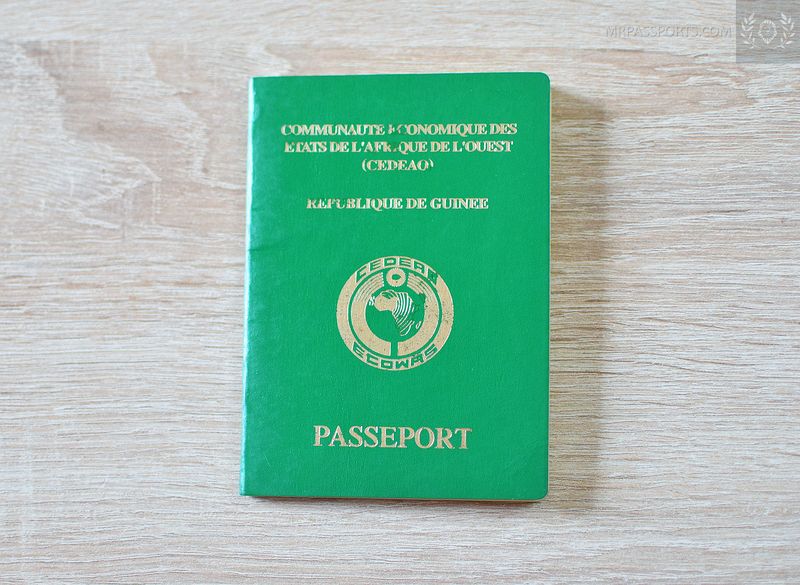 MRPASSPORTS.COM
COMMUNAUTE ECONOMIQUE DES
ETATS DE L'AFRIQUE DE L'OUEST
(CEDEAO)
REPUBLIQUE DE GUINEE
CEDEAO
ECOWAS
PASSEPORT